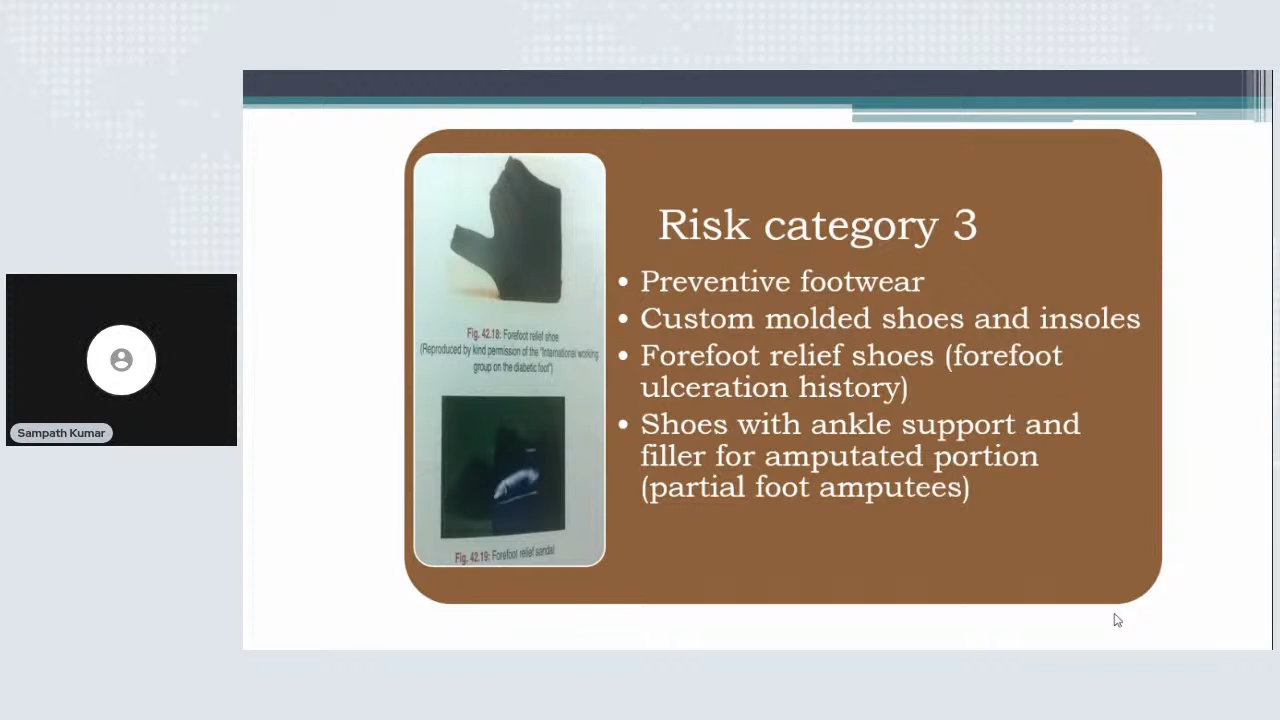 Risk category 3
• Preventive footwear
• Custom molded shoes and insoles
• Forefoot relief shoes (forefoot
ulceration history)
• Shoes with ankle support and
filler for amputated portion
(partial foot amputees)
Fig. 42.18: Forefoot relief shoe
(Reproduced by kind permission of the "International working
group on the diabetic foot")
Fig. 42.19: Forefoot relief sandal
Sampath Kumar